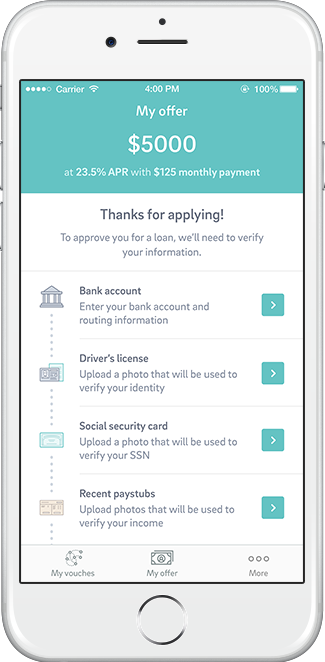 Carrier 4:00 PM 100%
My offer
$5000
at 23.5% APR with $125 monthly payment
Thanks for applying!
To approve you for a loan, we'll need to verify
your information.
Bank account
Enter your bank account and
routing information
Driver's license
Upload a photo that will be used to
verify your identity
Social security card
Upload a photo that will be used to
verify your SSN
Recent paystubs
Upload photos that will be used to
verify your income
My vouches My offer More